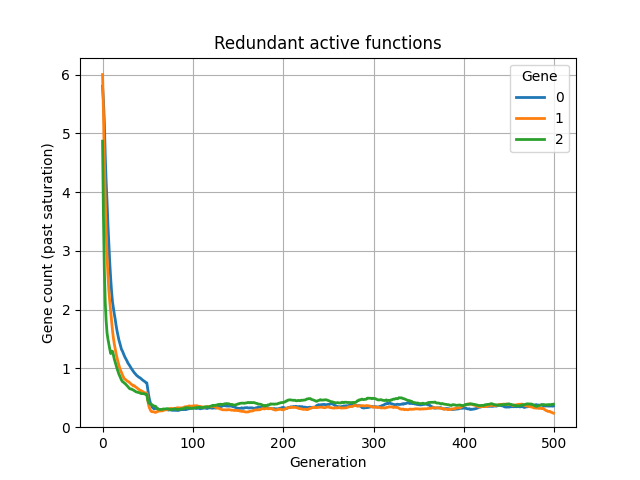 Redundant active functions
Gene count (past saturation)
6
5
4
3
2
1
0
Gene
0
1
2
0 100 200 300 400 500
Generation